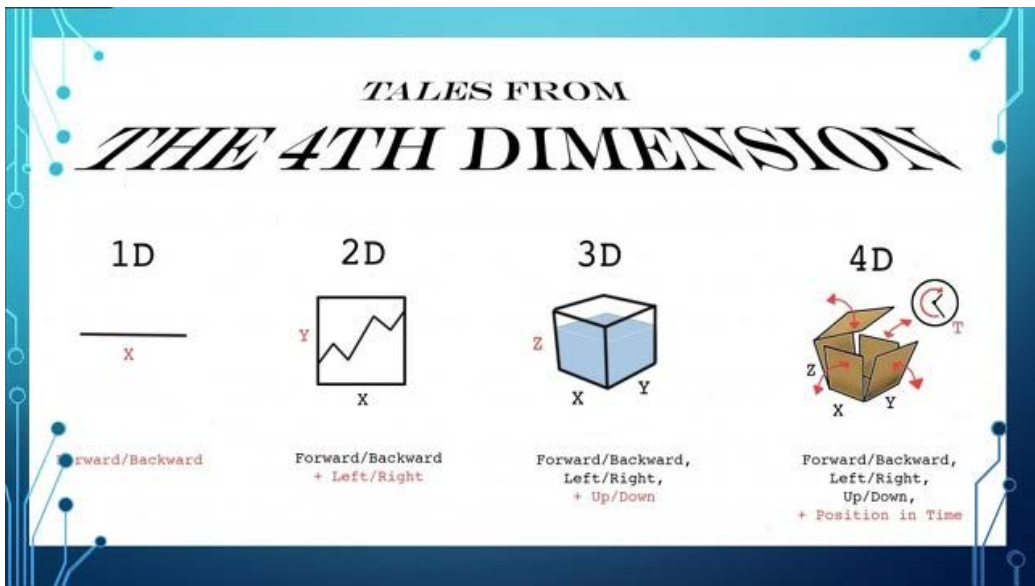 TALES FROM
THE 4TH DIMENSION
1D
X
Forward/Backward
2D
Y
X
Forward/Backward
+ Left/Right
3D
Z
X
Y
Forward/Backward,
Left/Right,
+ Up/Down
4D
T
Z
X
Y
Forward/Backward,
Left/Right,
Up/Down,
+ Position in Time